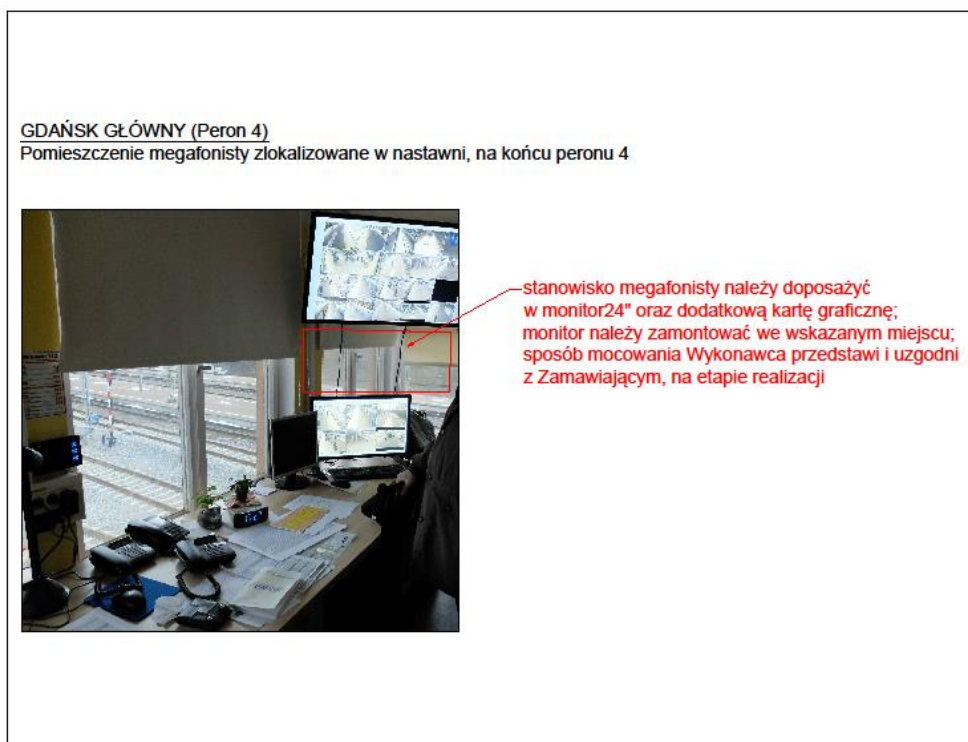 GDAŃSK GŁÓWNY (Peron 4)
Pomieszczenie megafonisty zlokalizowane w nastawni, na końcu peronu 4
stanowisko megafonisty należy doposażyć
w monitor24" oraz dodatkową kartę graficznę;
monitor należy zamontować we wskazanym miejscu;
sposób mocowania Wykonawca przedstawi i uzgodni
z Zamawiającym, na etapie realizacji